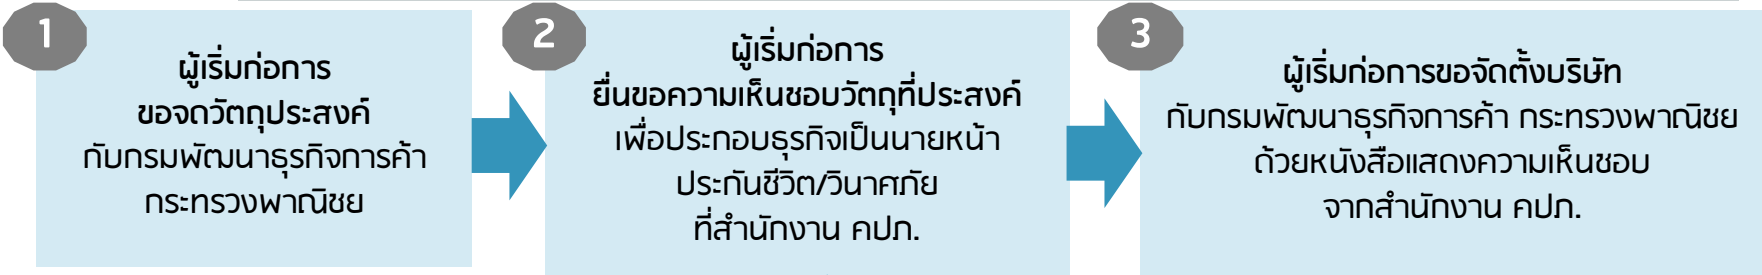 1
ผู้เริ่มก่อการ
ขอจดวัตถุประสงค์
กับกรมพัฒนาธุรกิจการค้า
กระทรวงพาณิชย
2
ผู้เริ่มก่อการ
ยื่นขอความเห็นชอบวัตถุที่ประสงค์
เพื่อประกอบธุรกิจเป็นนายหน้า
ประกันชีวิต/วินาศภัย
ที่สำนักงาน คปภ.
3
ผู้เริ่มก่อการขอจัดตั้งบริษัท
กับกรมพัฒนาธุรกิจการค้า กระทรวงพาณิชย
ด้วยหนังสือแสดงความเห็นชอบ
จากสำนักงาน คปภ.